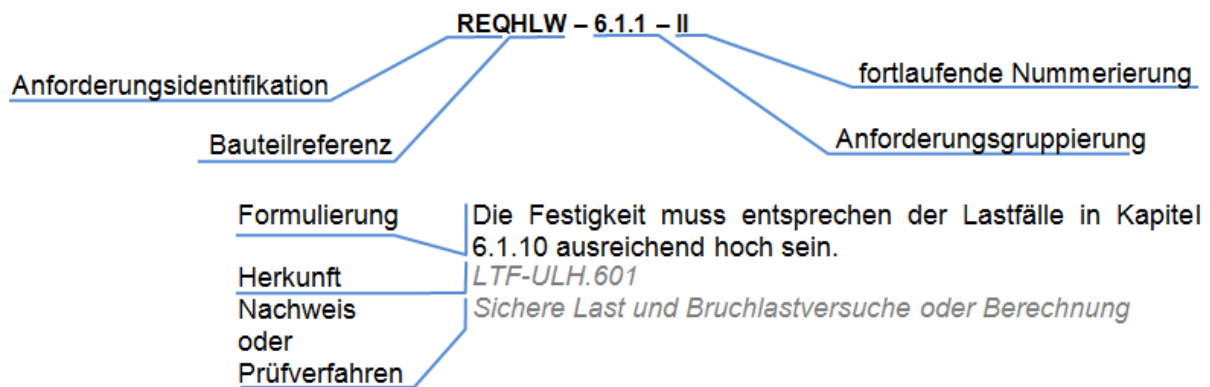 REQHLW – 6.1.1 – II
Anforderungsidentifikation
fortlaufende Nummerierung
Bauteilreferenz
Anforderungsgruppierung
Formulierung
Die Festigkeit muss entsprechen der Lastfälle in Kapitel
6.1.10 ausreichend hoch sein.
Herkunft
LTF-ULH.601
Nachweis
oder
Prüfverfahren
Sichere Last und Bruchlastversuche oder Berechnung